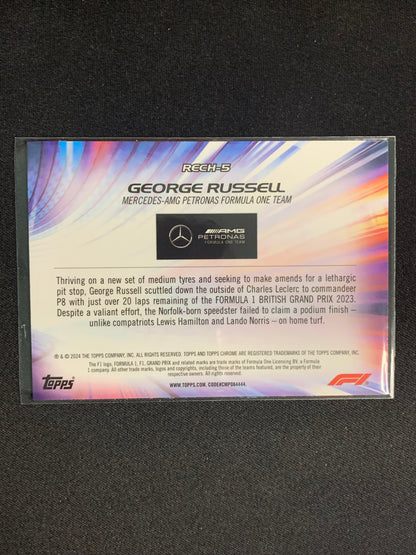 RECH-5
GEORGE RUSSELL
MERCEDES-AMG PETRONAS FORMULA ONE TEAM
AMG
PETRONAS
FORMULA ONE TEAM
Thriving on a new set of medium tyres and seeking to make amends for a lethargic
pit stop, George Russell scuttled down the outside of Charles Leclerc to commandeer
P8 with just over 20 laps remaining of the FORMULA 1 BRITISH GRAND PRIX 2023.
Despite a valiant effort, the Norfolk-born speedster failed to claim a podium finish –
unlike compatriots Lewis Hamilton and Lando Norris – on home turf.
® & © 2024 THE TOPPS COMPANY, INC. ALL RIGHTS RESERVED. TOPPS AND TOPPS CHROME ARE REGISTERED TRADEMARKS OF THE TOPPS COMPANY, INC.
The F1 logo, FORMULA 1, F1, GRAND PRIX and related marks are trade marks of Formula One Licensing BV, a Formula
1 company. All other trade marks, logos and copyrights, including those of the teams featured, are the property of their
respective owners. All rights reserved.
Topps
WWW.TOPPS.COM. CODE#CMP084444.
F1